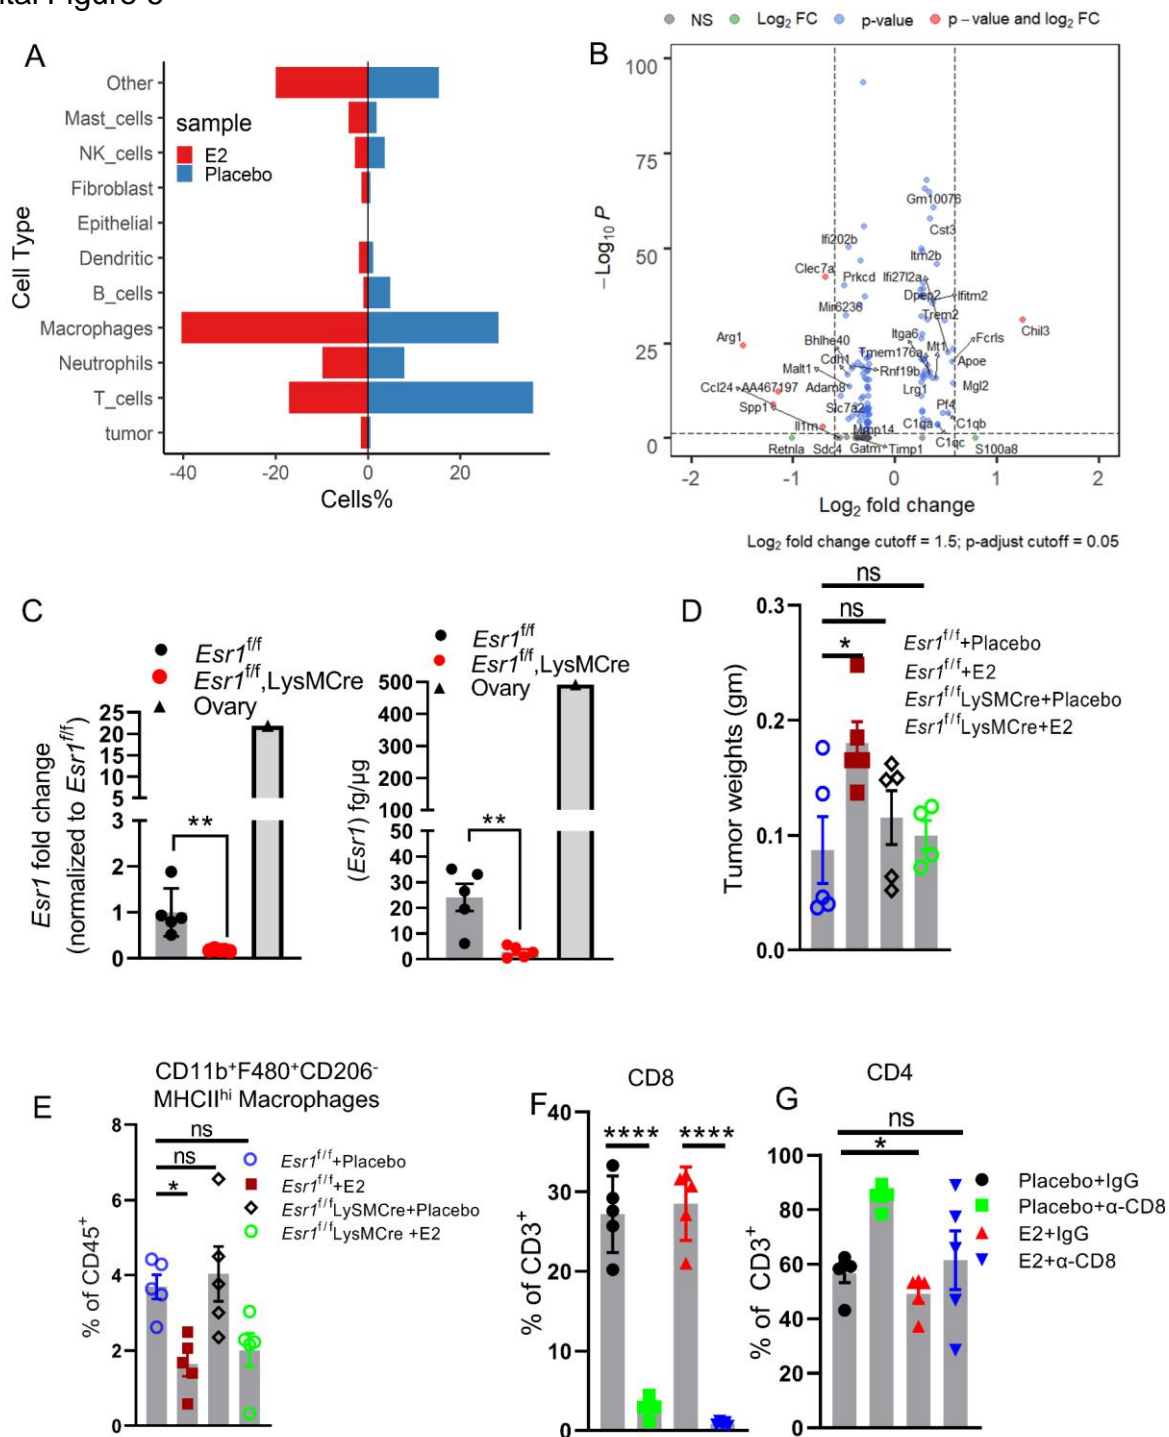 ital Figure 3
A
Cell Type
Other
Mast_cells
NK_cells
Fibroblast
Epithelial
Dendritic
B_cells
Macrophages
Neutrophils
T_cells
tumor
sample
E2
Placebo
-40 -20 0 20
Cells%
B
NS Log2 FC p-value p – value and log2 FC
– Log10 P
100
75
50
25
0
Gm10076
Cst3
Ifi202b
Itm2b
Clec7a
Prkcd
Ifi27l2a
Dpep2
Ifitm2
Mir6236
Trem2
Chil3
Arg1
Bhlhe40
Itga6
Mt1
Fcrls
Cdh1
Tmem176a
Apoe
Malt1
Rnf19b
Ccl24
AA467197
Adam8
Lrg1
Mgl2
Spp1
Slc7a2
Pf4
Il1rn
Mmp14
C1qa
C1qb
C1qc
Retnla
Sdc4
Gatm
Timp1
S100a8
-2 -1 0 1 2
Log2 fold change
Log2 fold change cutoff = 1.5; p-adjust cutoff = 0.05
C
Esr1f/f
Esr1f/f,LysMCre
Ovary
Esr1 fold change
(normalized to Esr1f/f)
25
20
15
10
5
3
2
1
0
**
Esr1f/f
Esr1f/f,LysMCre
Ovary
(Esr1) fg/µg
500
400
300
200
100
50
40
30
20
10
0
**
D
ns
ns
*
Tumor weights (gm)
0.3
0.2
0.1
0.0
Esr1f/f+Placebo
Esr1f/f+E2
Esr1f/fLySMCre+Placebo
Esr1f/fLysMCre+E2
E
CD11b+F480+CD206-
MHCIIhi Macrophages
% of CD45+
8
6
4
2
0
ns
ns
*
Esr1f/f+Placebo
Esr1f/f+E2
Esr1f/fLySMCre+Placebo
Esr1f/fLysMCre +E2
F
CD8
% of CD3+
40
30
20
10
0
**** ****
G
CD4
% of CD3+
100
80
60
40
20
0
ns
*
Placebo+IgG
Placebo+α-CD8
E2+IgG
E2+α-CD8